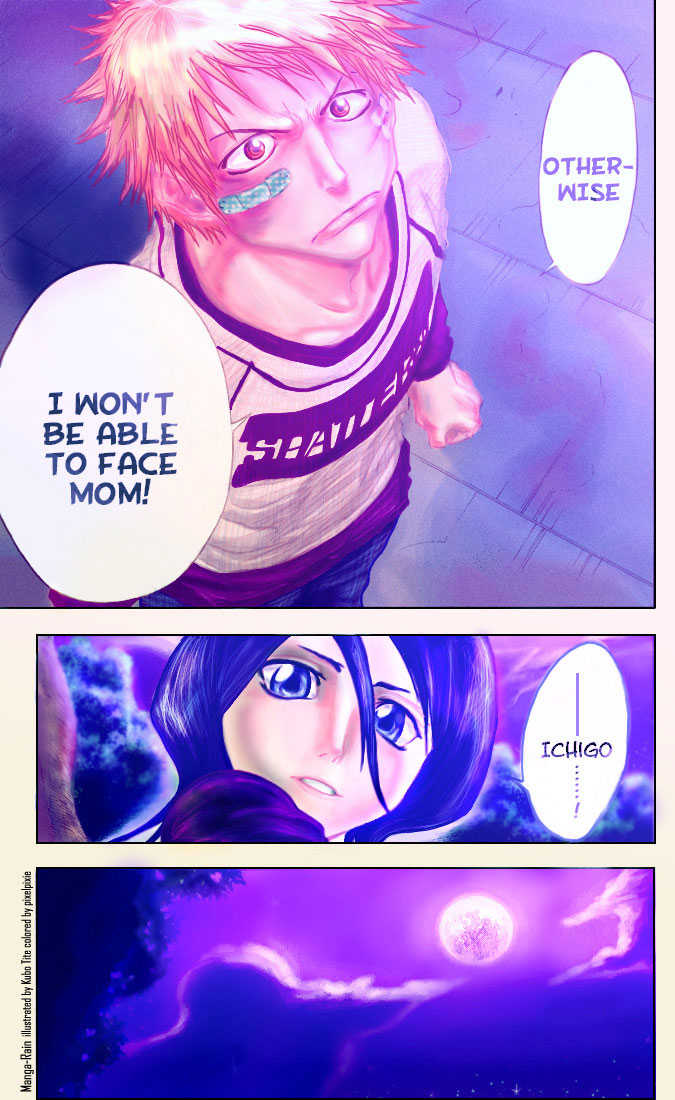 OTHER-
WISE
I WON'T
BE ABLE
TO FACE
MOM!
ICHIGO
Manga-Rain illustrated by Kubo Tite colored by pixelpixie